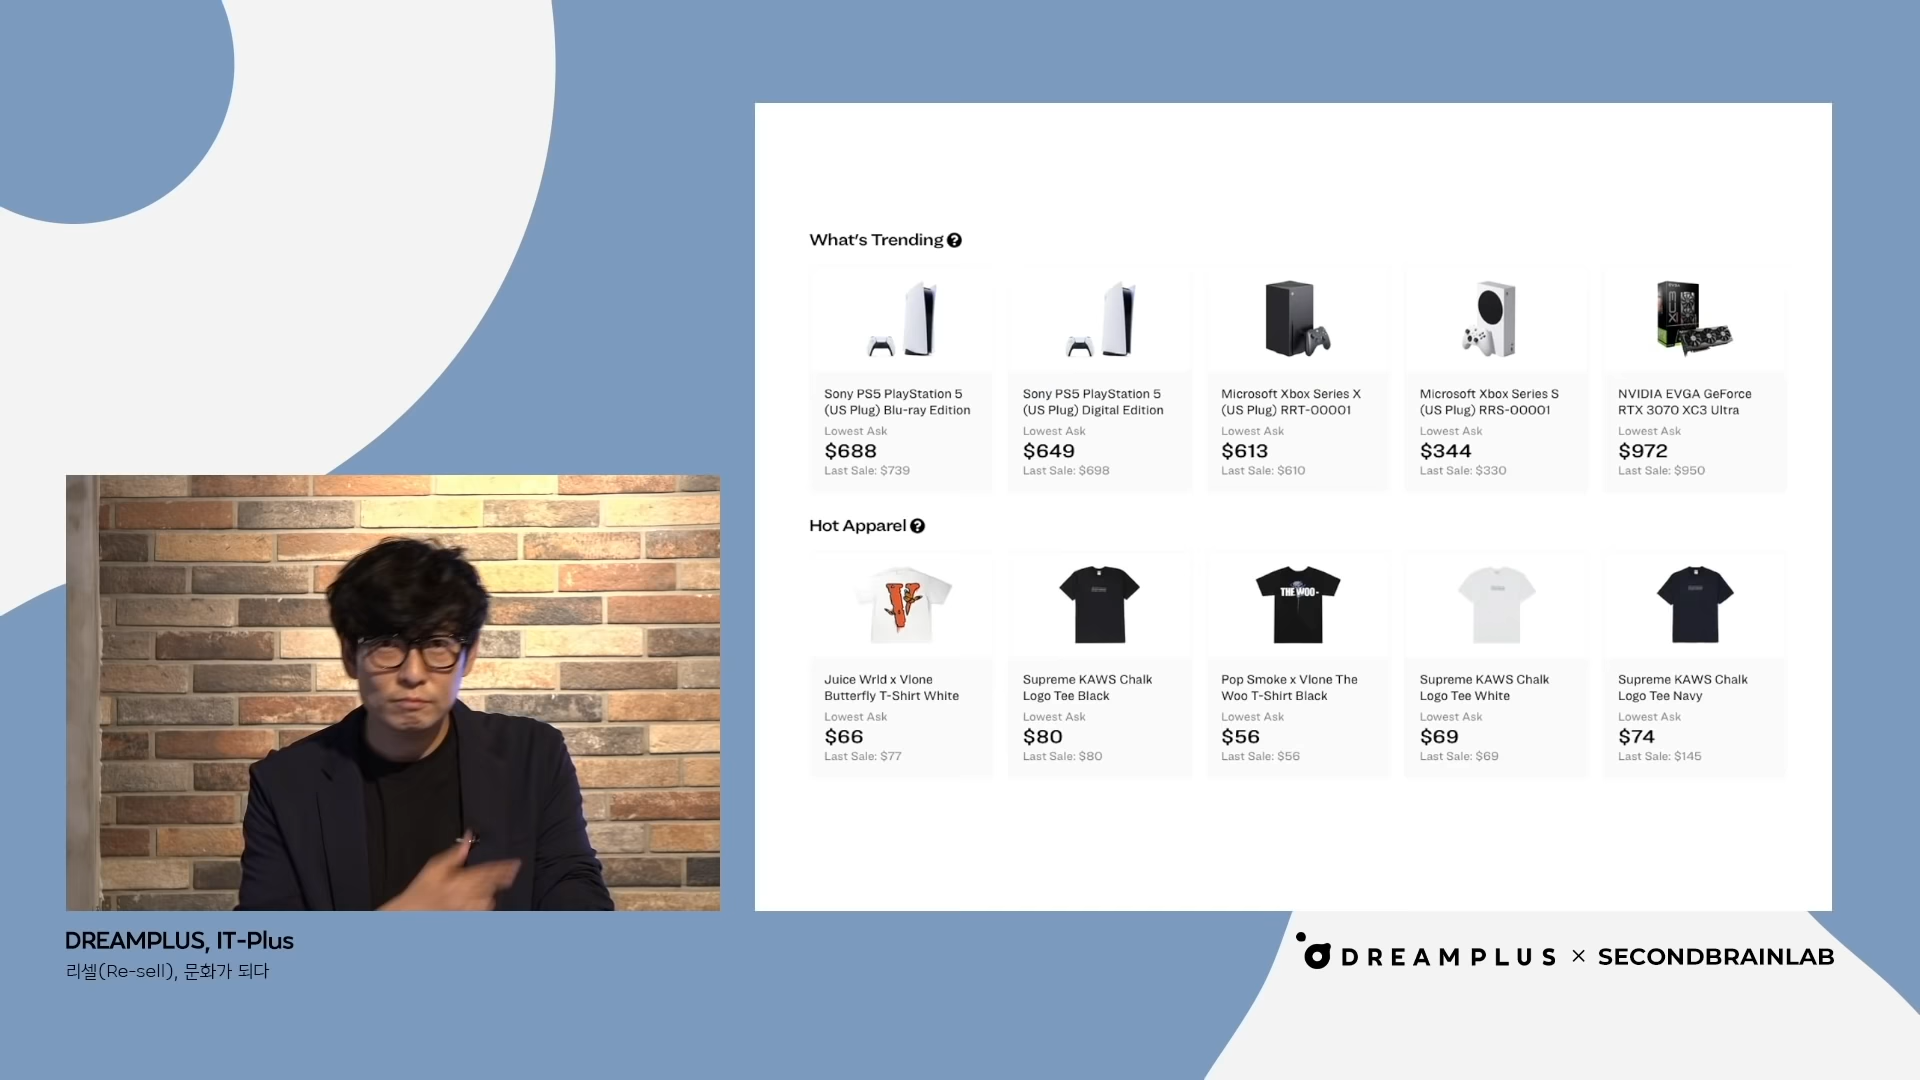 What's Trending
Sony PS5 PlayStation 5
(US Plug) Blu-ray Edition
Lowest Ask
$688
Last Sale: $739
Sony PS5 PlayStation 5
(US Plug) Digital Edition
Lowest Ask
$649
Last Sale: $698
Microsoft Xbox Series X
(US Plug) RRT-00001
Lowest Ask
$613
Last Sale: $610
Microsoft Xbox Series S
(US Plug) RRS-00001
Lowest Ask
$344
Last Sale: $330
NVIDIA EVGA GeForce
RTX 3070 XC3 Ultra
Lowest Ask
$972
Last Sale: $950
Hot Apparel
THE WOO
Juice Wrld x Vlone
Butterfly T-Shirt White
Lowest Ask
$66
Last Sale: $77
Supreme KAWS Chalk
Logo Tee Black
Lowest Ask
$80
Last Sale: $80
Pop Smoke x Vlone The
Woo T-Shirt Black
Lowest Ask
$56
Last Sale: $56
Supreme KAWS Chalk
Logo Tee White
Lowest Ask
$69
Last Sale: $69
Supreme KAWS Chalk
Logo Tee Navy
Lowest Ask
$74
Last Sale: $145
DREAMPLUS, IT-Plus
리셀(Re-sell), 문화가 되다
DREAMPLUS × SECONDBRAINLAB